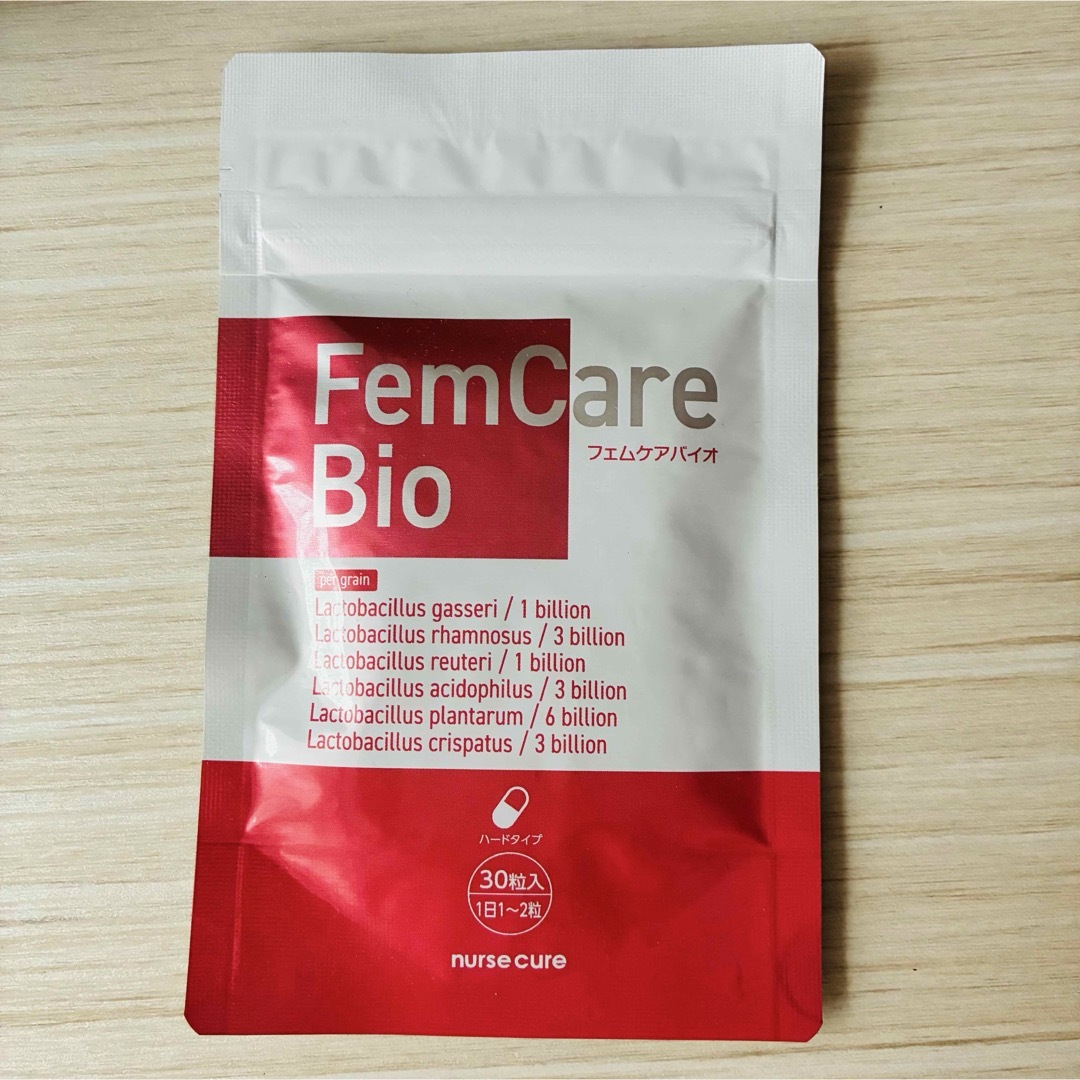 FemCare
フェムケアバイオ
Bio
per grain
Lactobacillus gasseri / 1 billion
Lactobacillus rhamnosus / 3 billion
Lactobacillus reuteri / 1 billion
Lactobacillus acidophilus / 3 billion
Lactobacillus plantarum / 6 billion
Lactobacillus crispatus / 3 billion
ハードタイプ
30粒入
1日1〜2粒
nurse cure